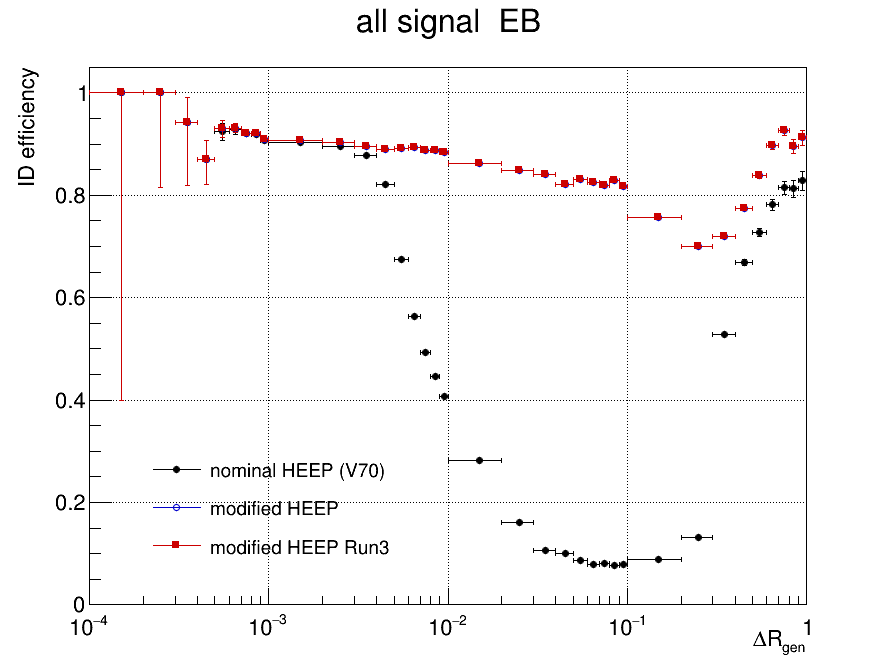 all signal EB
ID efficiency
1
0.8
0.6
0.4
0.2
0
nominal HEEP (V70)
modified HEEP
modified HEEP Run3
10⁻⁴
10⁻³
10⁻²
10⁻¹
1
ΔR_gen